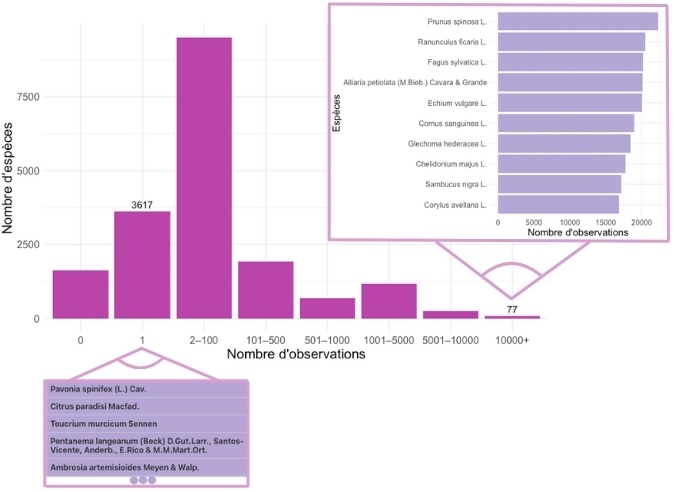 Nombre d'espèces
7500
5000
2500
0
3617
77
0
1
2–100
101–500
501–1000
1001–5000
5001–10000
10000+
Nombre d'observations
Espèces
Prunus spinosa L.
Ranunculus ficaria L.
Fagus sylvatica L.
Alliaria petiolata (M.Bieb.) Cavara & Grande
Echium vulgare L.
Cornus sanguinea L.
Glechoma hederacea L.
Chelidonium majus L.
Sambucus nigra L.
Corylus avellana L.
0
5000
10000
15000
20000
Nombre d'observations
Pavonia spinifex (L.) Cav.
Citrus paradisi Macfad.
Teucrium murcicum Sennen
Pentanema langeanum (Beck) D.Gut.Larr., Santos-
Vicente, Anderb., E.Rico & M.M.Mart.Ort.
Ambrosia artemisioides Meyen & Walp.